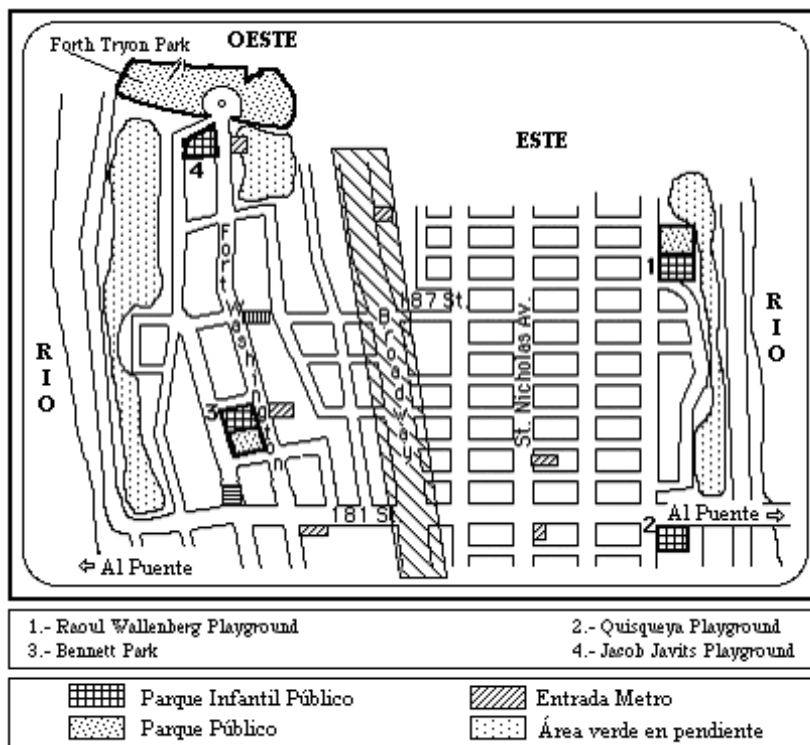 OESTE
Forth Tryon Park
ESTE
4
1
Fort Washington
Broadway
187 St.
St. Nicholas Av.
RIO
RIO
3
181 St
2
Al Puente
Al Puente
1.- Raoul Wallenberg Playground
2.- Quisqueya Playground
3.- Bennett Park
4.- Jacob Javits Playground
Parque Infantil Público
Entrada Metro
Parque Público
Área verde en pendiente